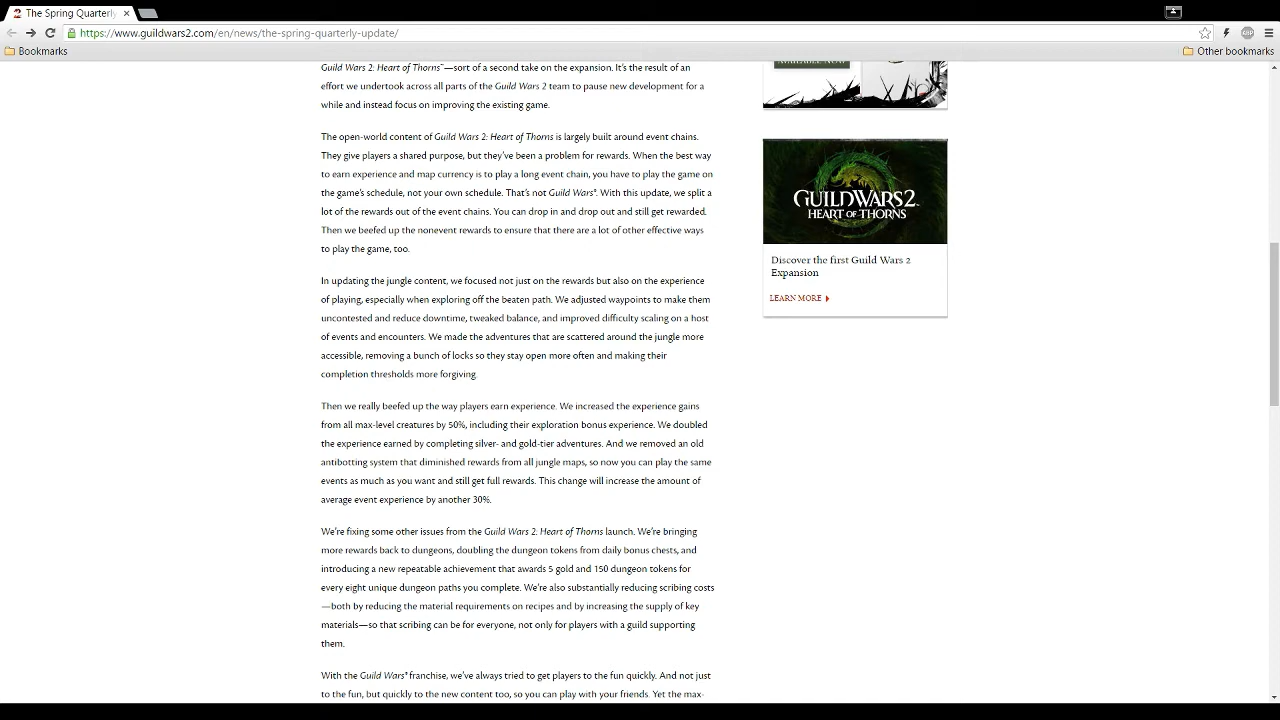 The Spring Quarterly
https://www.guildwars2.com/en/news/the-spring-quarterly-update/
ABP
Bookmarks
Other bookmarks
Guild Wars 2: Heart of Thorns™—sort of a second take on the expansion. It's the result of an
effort we undertook across all parts of the Guild Wars 2 team to pause new development for a
while and instead focus on improving the existing game.
The open-world content of Guild Wars 2: Heart of Thorns is largely built around event chains.
They give players a shared purpose, but they've been a problem for rewards. When the best way
to earn experience and map currency is to play a long event chain, you have to play the game on
the game's schedule, not your own schedule. That's not Guild Wars®. With this update, we split a
lot of the rewards out of the event chains. You can drop in and drop out and still get rewarded.
Then we beefed up the nonevent rewards to ensure that there are a lot of other effective ways
to play the game, too.
In updating the jungle content, we focused not just on the rewards but also on the experience
of playing, especially when exploring off the beaten path. We adjusted waypoints to make them
uncontested and reduce downtime, tweaked balance, and improved difficulty scaling on a host
of events and encounters. We made the adventures that are scattered around the jungle more
accessible, removing a bunch of locks so they stay open more often and making their
completion thresholds more forgiving.
Then we really beefed up the way players earn experience. We increased the experience gains
from all max-level creatures by 50%, including their exploration bonus experience. We doubled
the experience earned by completing silver- and gold-tier adventures. And we removed an old
antibotting system that diminished rewards from all jungle maps, so now you can play the same
events as much as you want and still get full rewards. This change will increase the amount of
average event experience by another 30%.
We're fixing some other issues from the Guild Wars 2: Heart of Thorns launch. We're bringing
more rewards back to dungeons, doubling the dungeon tokens from daily bonus chests, and
introducing a new repeatable achievement that awards 5 gold and 150 dungeon tokens for
every eight unique dungeon paths you complete. We're also substantially reducing scribing costs
—both by reducing the material requirements on recipes and by increasing the supply of key
materials—so that scribing can be for everyone, not only for players with a guild supporting
them.
With the Guild Wars® franchise, we've always tried to get players to the fun quickly. And not just
to the fun, but quickly to the new content too, so you can play with your friends. Yet the max-
AVAILABLE NOW
GUILD WARS 2
HEART OF THORNS
Discover the first Guild Wars 2
Expansion
LEARN MORE